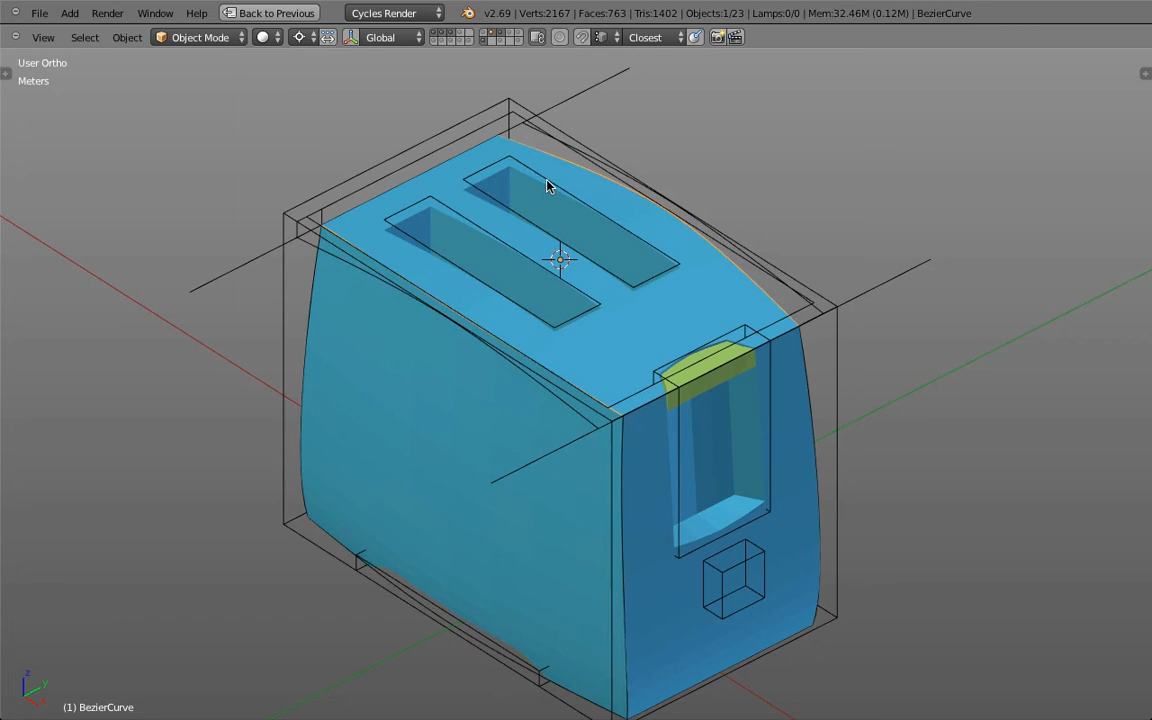 File Add Render Window Help Back to Previous Cycles Render v2.69 | Verts:2167 | Faces:763 | Tris:1402 | Objects:1/23 | Lamps:0/0 | Mem:32.46M (0.12M) | BezierCurve
View Select Object Object Mode Global Closest
User Ortho
Meters
z
y
x
(1) BezierCurve